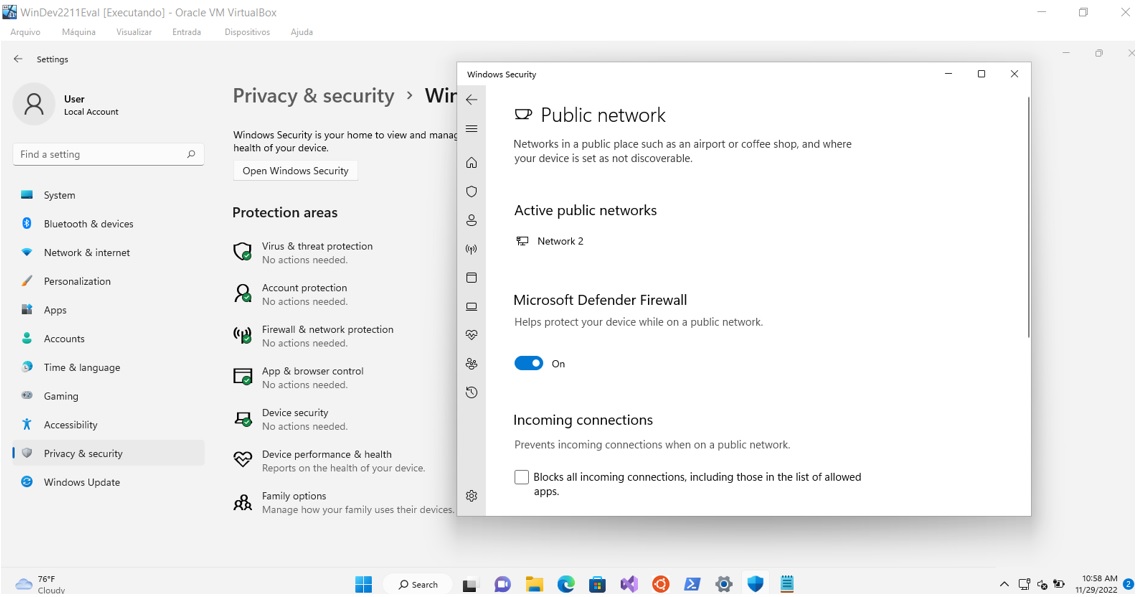 WinDev2211Eval [Executando] - Oracle VM VirtualBox
Arquivo Máquina Visualizar Entrada Dispositivos Ajuda
Settings
User
Local Account
Find a setting
System
Bluetooth & devices
Network & internet
Personalization
Apps
Accounts
Time & language
Gaming
Accessibility
Privacy & security
Windows Update
Privacy & security > Win
Windows Security is your home to view and manag
health of your device.
Open Windows Security
Protection areas
Virus & threat protection
No actions needed.
Account protection
No actions needed.
Firewall & network protection
No actions needed.
App & browser control
No actions needed.
Device security
No actions needed.
Device performance & health
Reports on the health of your device.
Family options
Manage how your family uses their devices.
Windows Security
Public network
Networks in a public place such as an airport or coffee shop, and where
your device is set as not discoverable.
Active public networks
Network 2
Microsoft Defender Firewall
Helps protect your device while on a public network.
On
Incoming connections
Prevents incoming connections when on a public network.
Blocks all incoming connections, including those in the list of allowed
apps.
76°F
Cloudy
Search
10:58 AM
11/29/2022
2